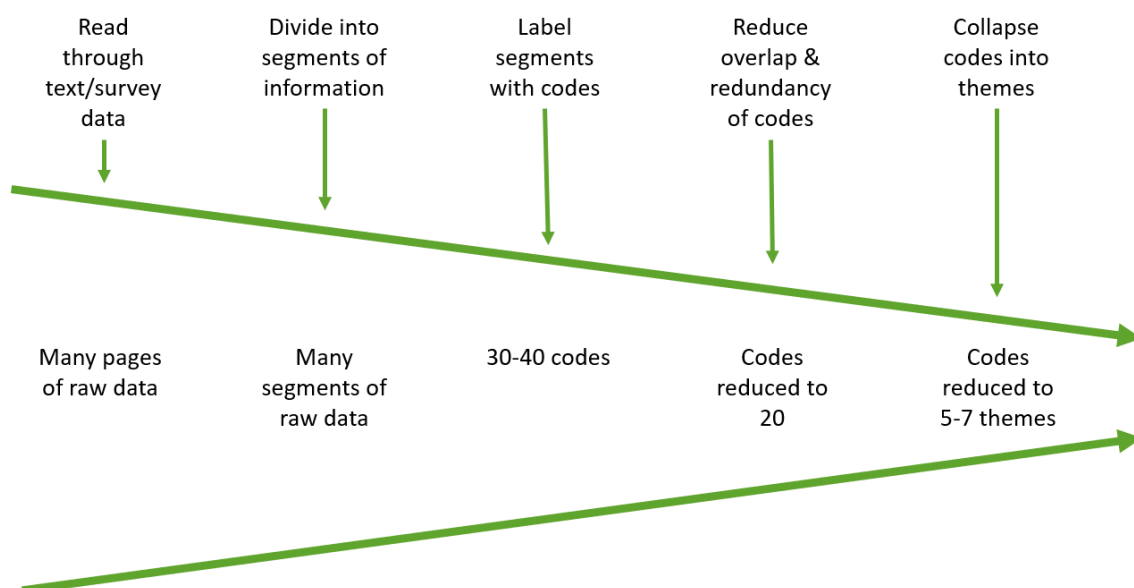 Read
through
text/survey
data
Divide into
segments of
information
Label
segments
with codes
Reduce
overlap &
redundancy
of codes
Collapse
codes into
themes
Many pages
of raw data
Many
segments of
raw data
30-40 codes
Codes
reduced to
20
Codes
reduced to
5-7 themes